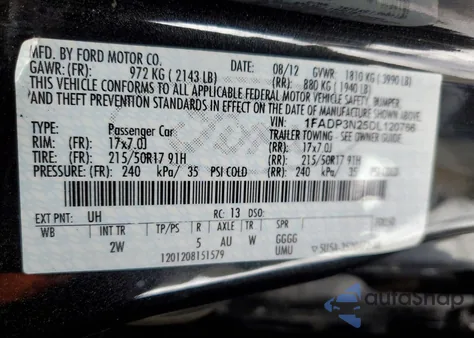 MFD. BY FORD MOTOR CO. 08/12 GVWR: 1810 KG ( 3990 LB)
GAWR: (FR): 972 KG ( 2143 LB) (RR): 880 KG ( 1940 LB)
THIS VEHICLE CONFORMS TO ALL APPLICABLE FEDERAL MOTOR VEHICLE SAFETY, BUMPER,
AND THEFT PREVENTION STANDARDS IN EFFECT ON THE DATE OF MANUFACTURE SHOWN ABOVE.
VIN: 1FADP3N25DL120766
TYPE: Passenger Car TRAILER TOWING - SEE OWNER
RIM: (FR): 17x7.0J (RR): 17x7.0J
TIRE: (FR): 215/50R17 91H (RR): 215/50R17 91H
PRESSURE: (FR): 240 kPa/ 35 PSI COLD (RR): 240 kPa/ 35 PSI COLD
EXT PNT: UH RC: 13 DSO:
WB INT TR TP/PS R AXLE TR SPR
2W 5 AU W GGGG
UMU
1201208151579
autosnap